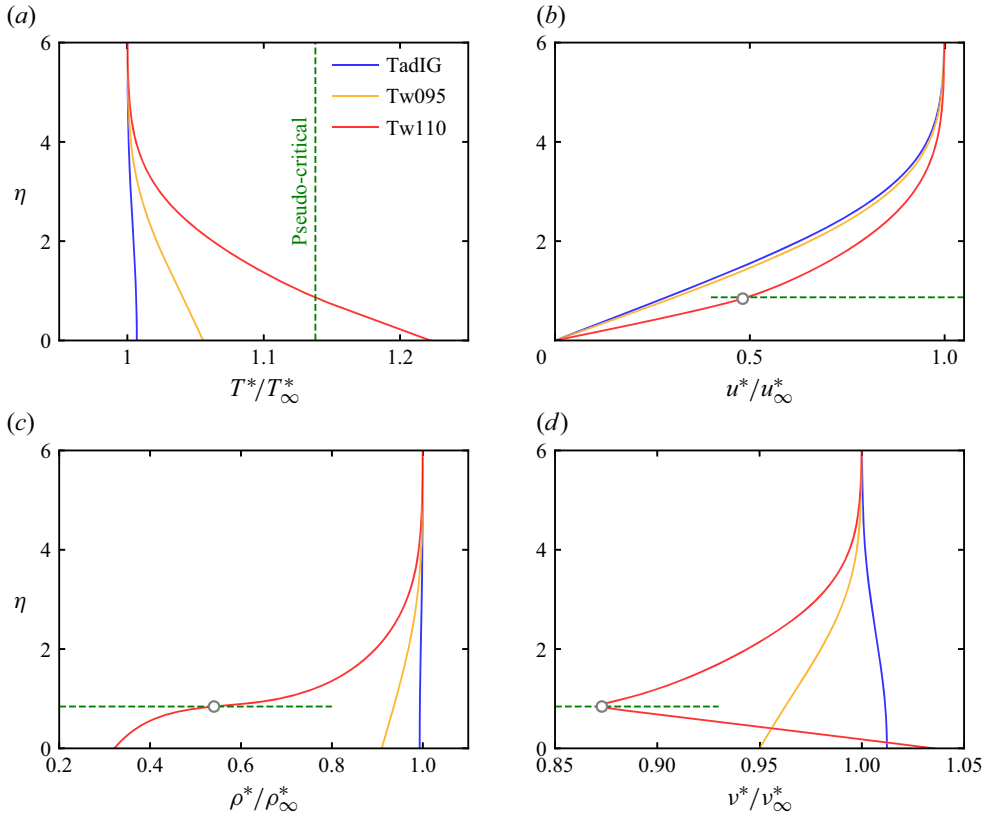 (a)
6
4
η
2
0
1
1.1
1.2
T*/T*∞
Pseudo-critical
TadIG
Tw095
Tw110
(b)
6
4
2
0
0.5
1.0
u*/u*∞
(c)
6
4
η
2
0
0.2
0.4
0.6
0.8
1.0
ρ*/ρ*∞
(d)
6
4
2
0
0.85
0.90
0.95
1.00
1.05
ν*/ν*∞